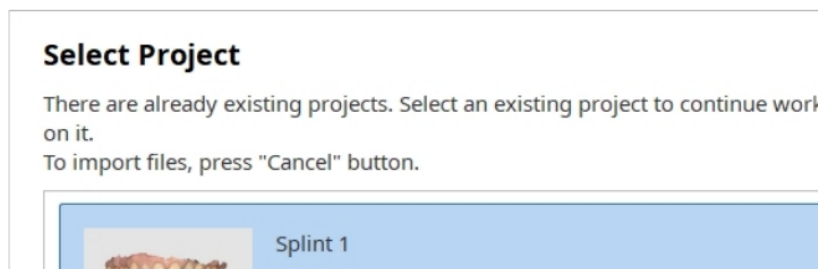 Select Project
There are already existing projects. Select an existing project to continue
on it.
To import files, press "Cancel" button.
Splint 1